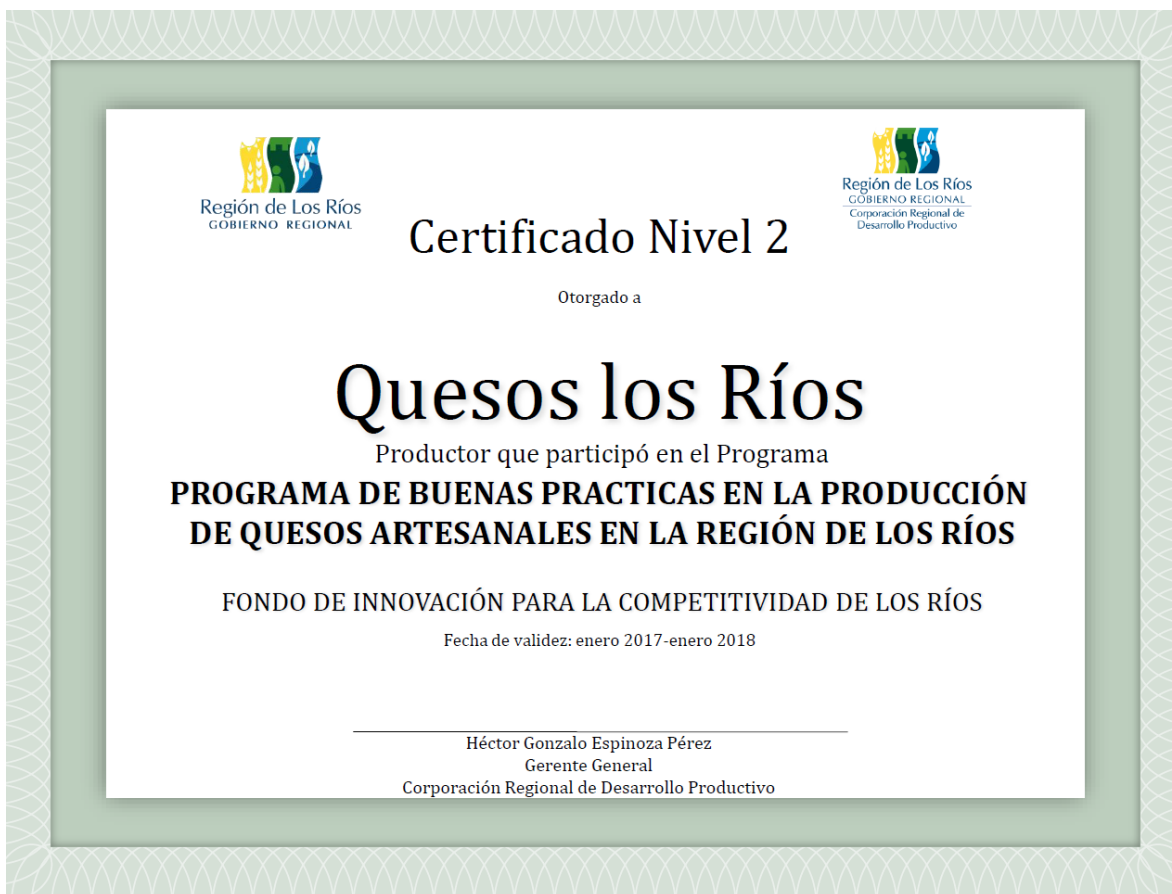 Región de Los Ríos
GOBIERNO REGIONAL
Región de Los Ríos
GOBIERNO REGIONAL
Corporación Regional de
Desarrollo Productivo
Certificado Nivel 2
Otorgado a
Quesos los Ríos
Productor que participó en el Programa
PROGRAMA DE BUENAS PRACTICAS EN LA PRODUCCIÓN
DE QUESOS ARTESANALES EN LA REGIÓN DE LOS RÍOS
FONDO DE INNOVACIÓN PARA LA COMPETITIVIDAD DE LOS RÍOS
Fecha de validez: enero 2017-enero 2018
Héctor Gonzalo Espinoza Pérez
Gerente General
Corporación Regional de Desarrollo Productivo